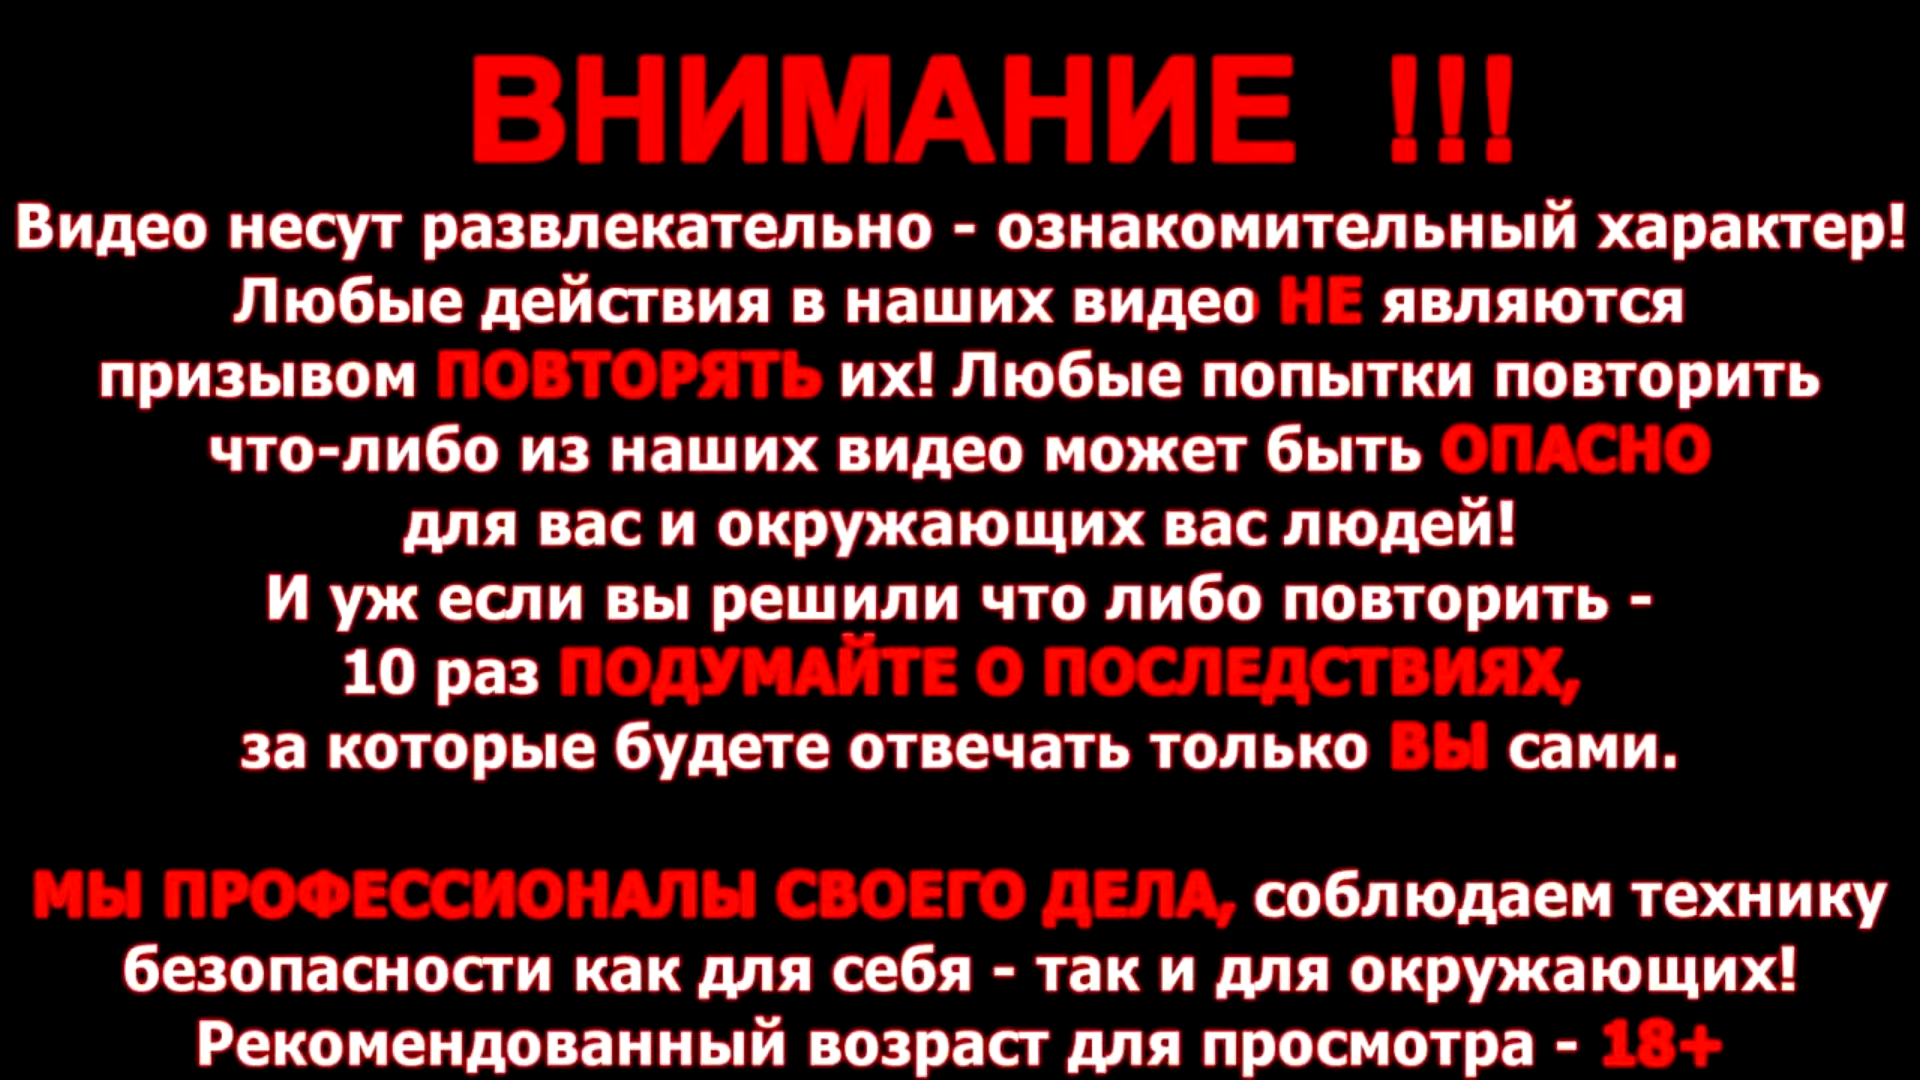 ВНИМАНИЕ !!!
Видео несут развлекательно - ознакомительный характер!
Любые действия в наших видео НЕ являются
призывом ПОВТОРЯТЬ их! Любые попытки повторить
что-либо из наших видео может быть ОПАСНО
для вас и окружающих вас людей!
И уж если вы решили что либо повторить -
10 раз ПОДУМАЙТЕ О ПОСЛЕДСТВИЯХ,
за которые будете отвечать только ВЫ сами.
МЫ ПРОФЕССИОНАЛЫ СВОЕГО ДЕЛА, соблюдаем технику
безопасности как для себя - так и для окружающих!
Рекомендованный возраст для просмотра - 18+